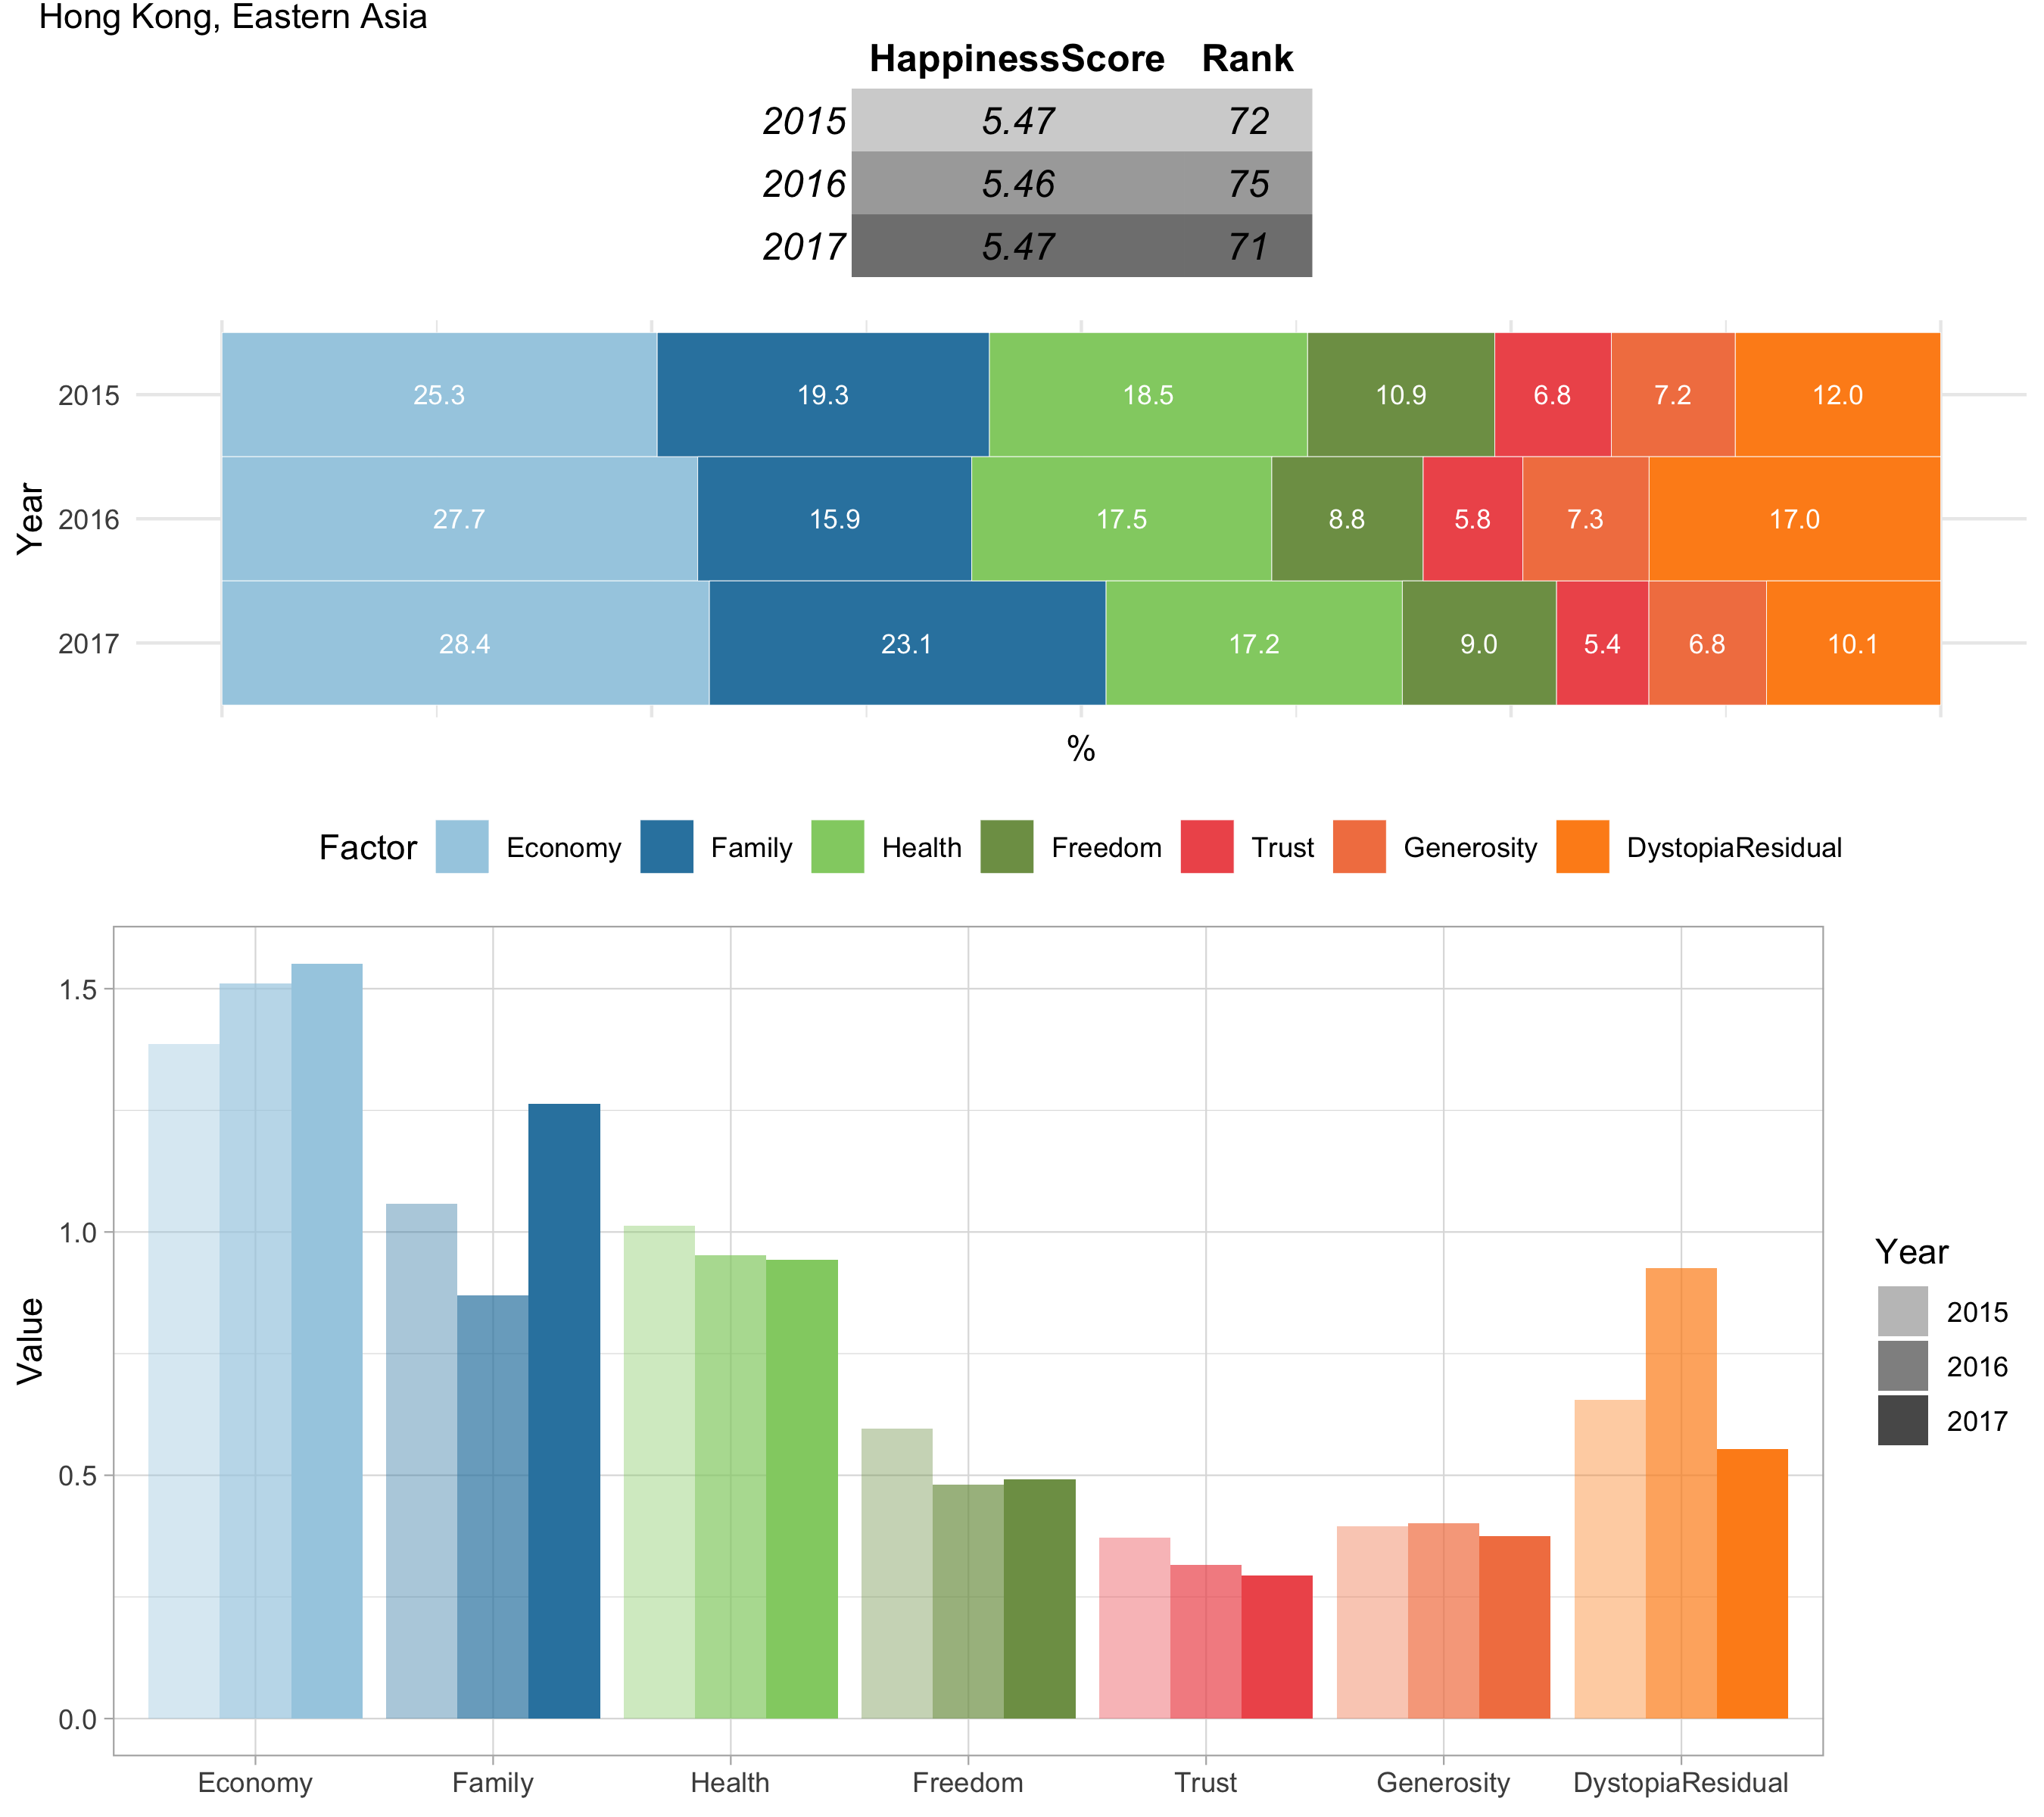 Hong Kong, Eastern Asia
HappinessScore Rank
2015 5.47 72
2016 5.46 75
2017 5.47 71
2015 25.3 19.3 18.5 10.9 6.8 7.2 12.0
2016 27.7 15.9 17.5 8.8 5.8 7.3 17.0
2017 28.4 23.1 17.2 9.0 5.4 6.8 10.1
Year
%
Factor Economy Family Health Freedom Trust Generosity DystopiaResidual
1.5
1.0
0.5
0.0
Value
Economy Family Health Freedom Trust Generosity DystopiaResidual
Year
2015
2016
2017